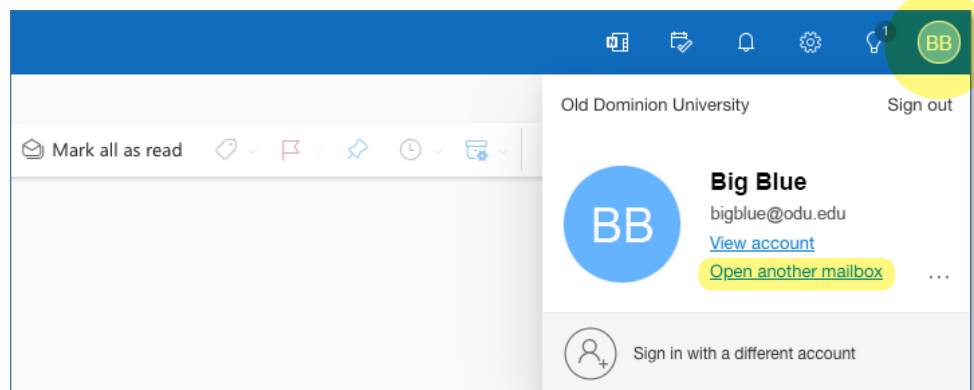 1
BB
Old Dominion University Sign out
Mark all as read
BB
Big Blue
bigblue@odu.edu
View account
Open another mailbox ...
Sign in with a different account